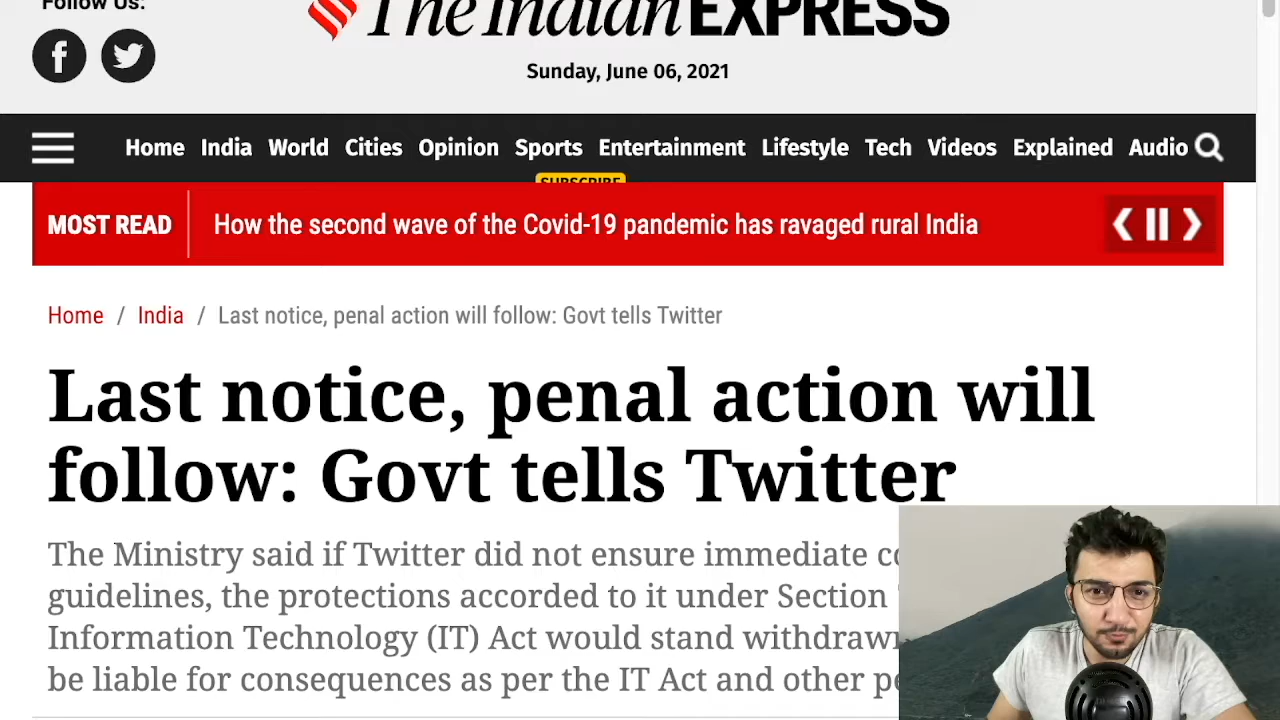 Follow Us:
The Indian EXPRESS
Sunday, June 06, 2021
Home India World Cities Opinion Sports Entertainment Lifestyle Tech Videos Explained Audio
SUBSCRIBE
MOST READ How the second wave of the Covid-19 pandemic has ravaged rural India
Home / India / Last notice, penal action will follow: Govt tells Twitter
Last notice, penal action will
follow: Govt tells Twitter
The Ministry said if Twitter did not ensure immediate
guidelines, the protections accorded to it under Section
Information Technology (IT) Act would stand withdrawn
be liable for consequences as per the IT Act and other